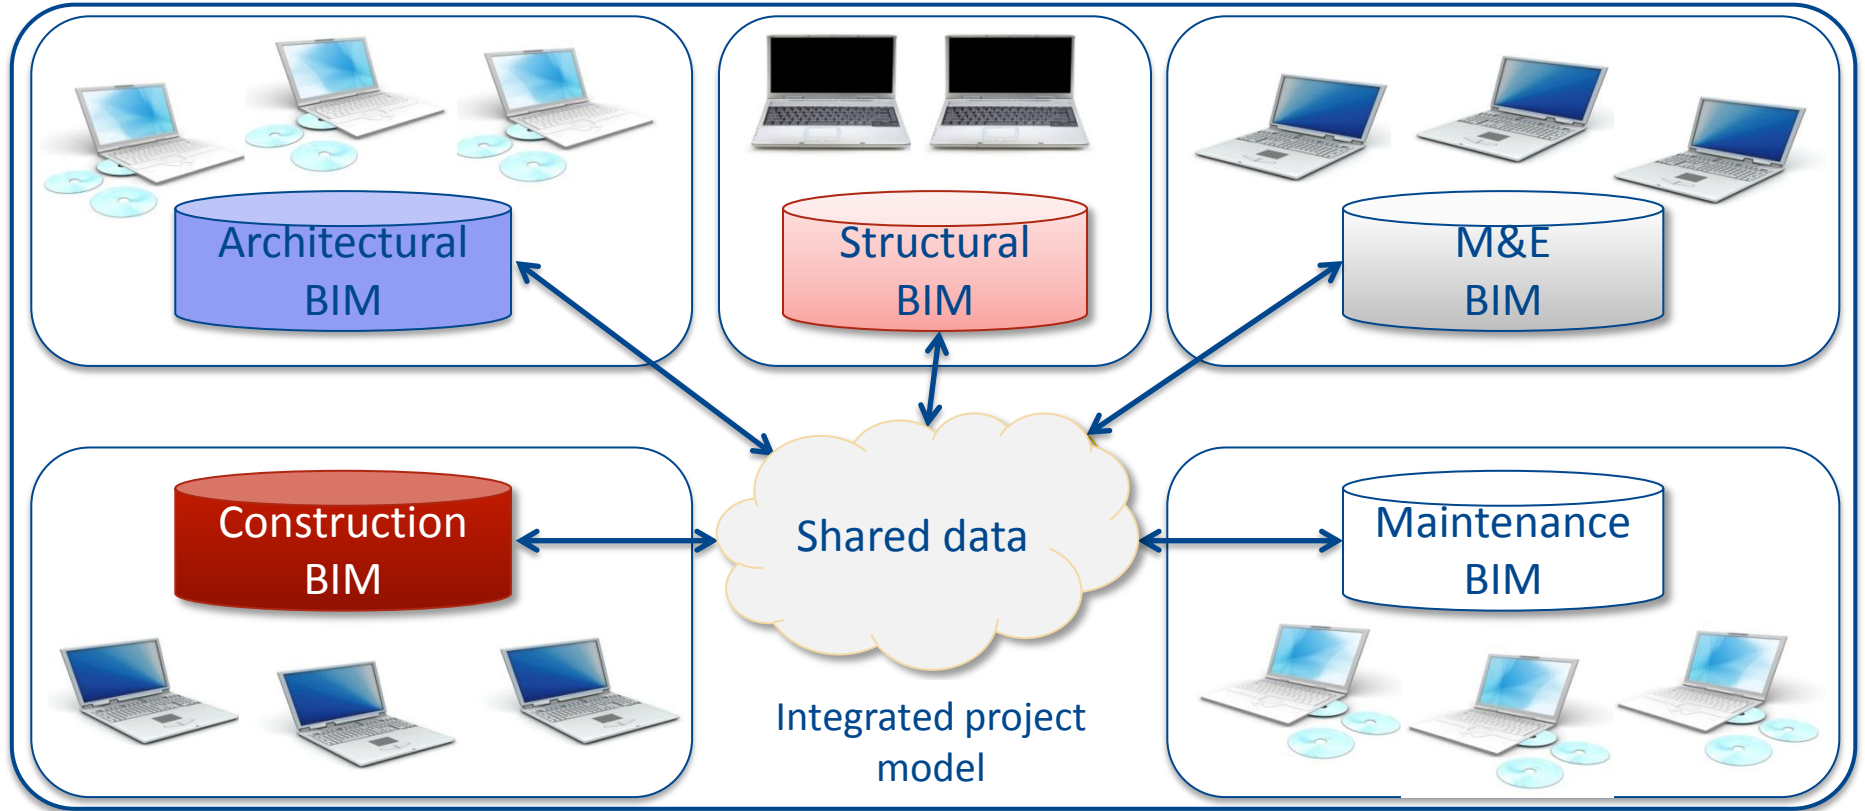 Architectural
BIM
Structural
BIM
M&E
BIM
Construction
BIM
Shared data
Maintenance
BIM
Integrated project
model